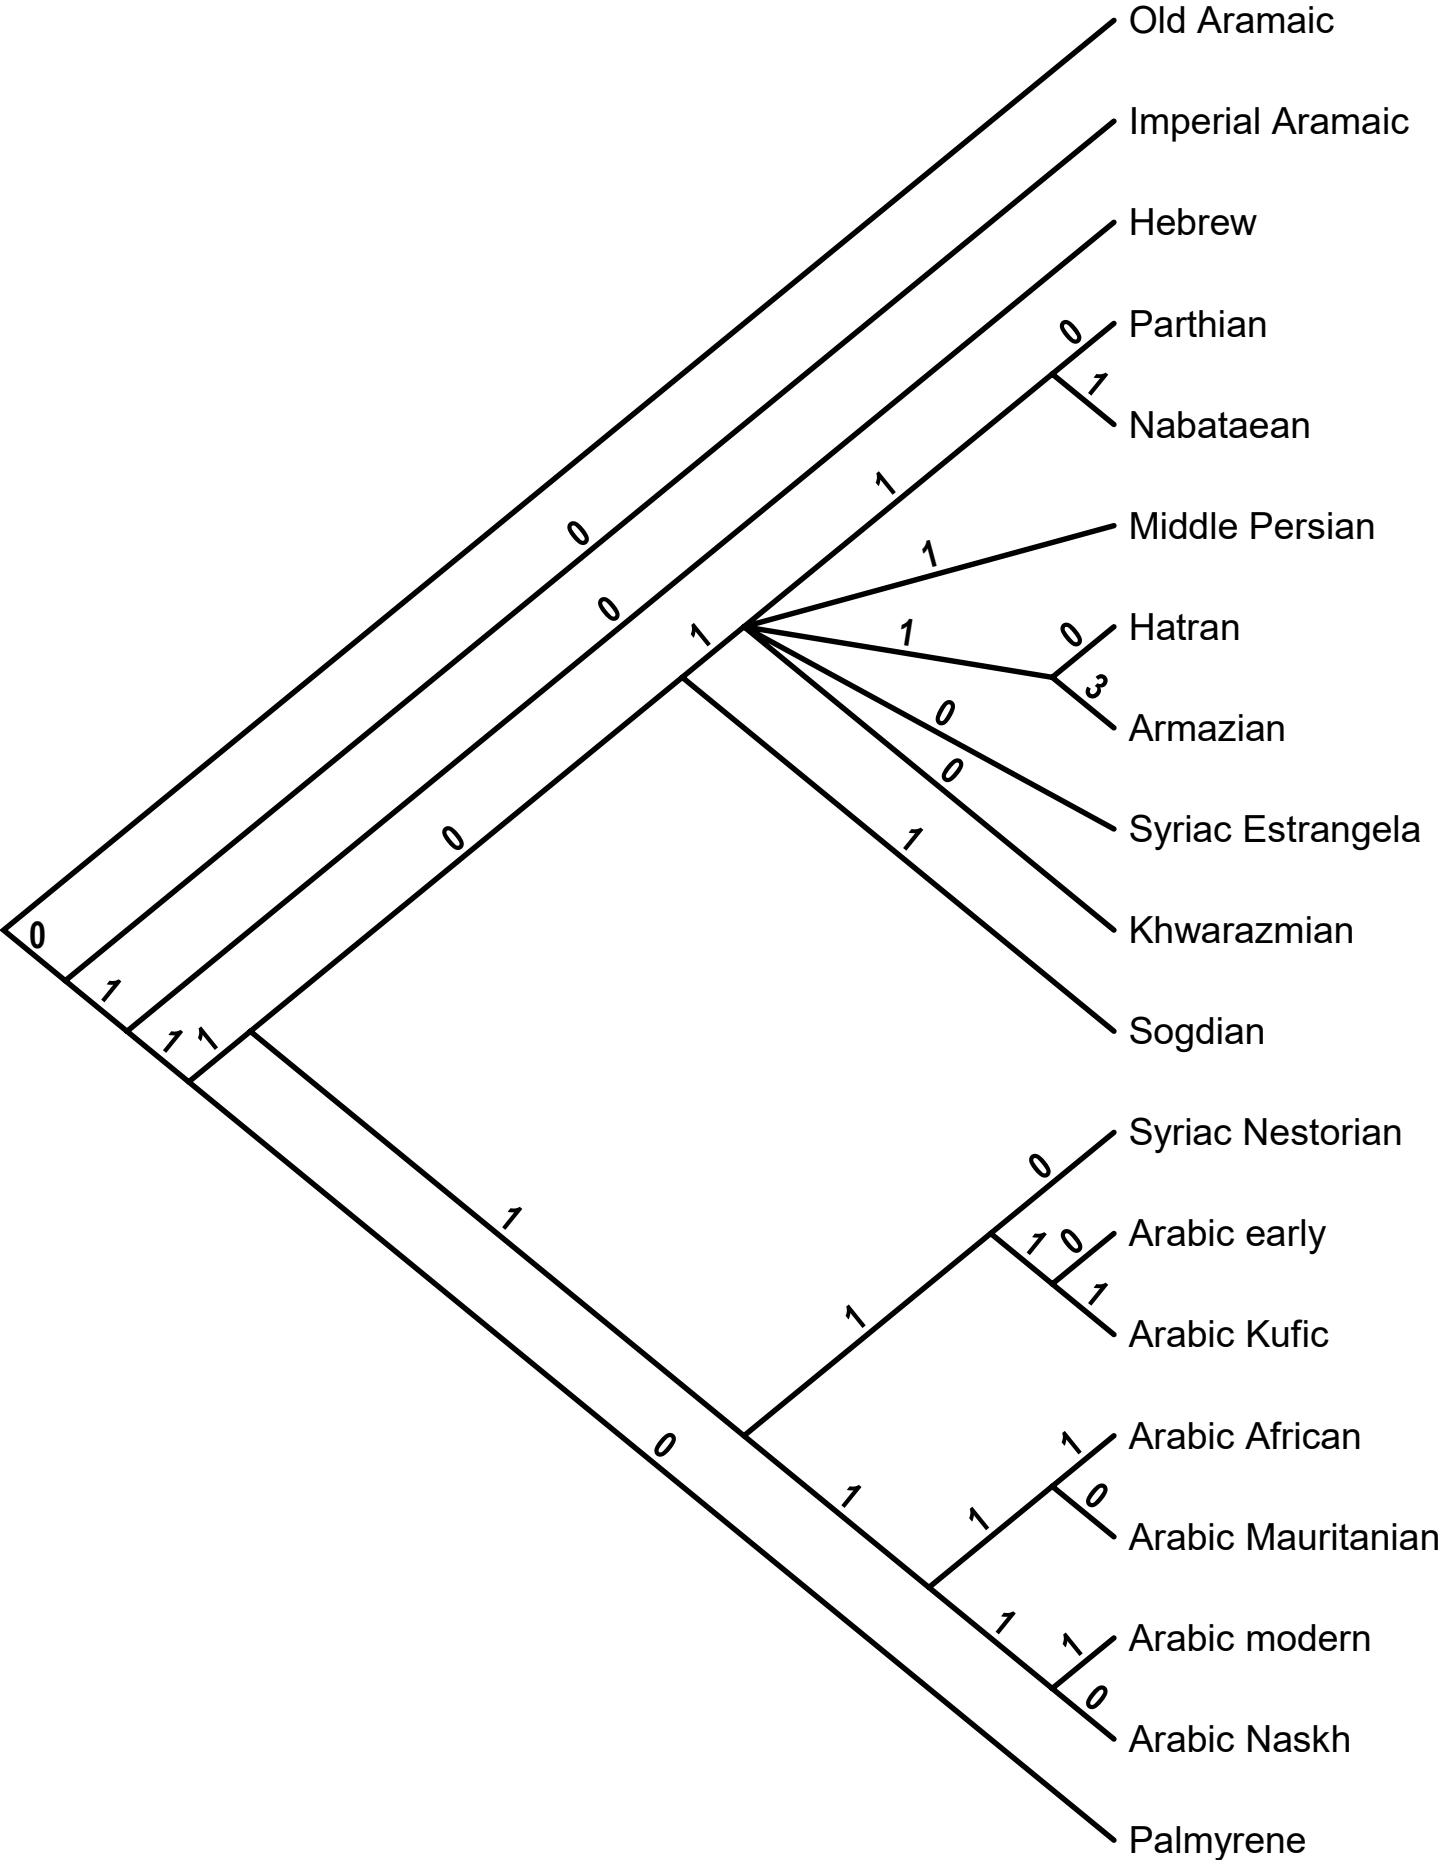 Old Aramaic
Imperial Aramaic
Hebrew
0 Parthian
1
Nabataean
1
0
1 Middle Persian
0
1
1
0 Hatran
3
0 Armazian
0
0
1
Syriac Estrangela
0
Khwarazmian
1
1 1
Sogdian
Syriac Nestorian
0
1
1 0 Arabic early
1
1
Arabic Kufic
1 Arabic African
0
0
1
1
Arabic Mauritanian
1
1 Arabic modern
0
Arabic Naskh
Palmyrene